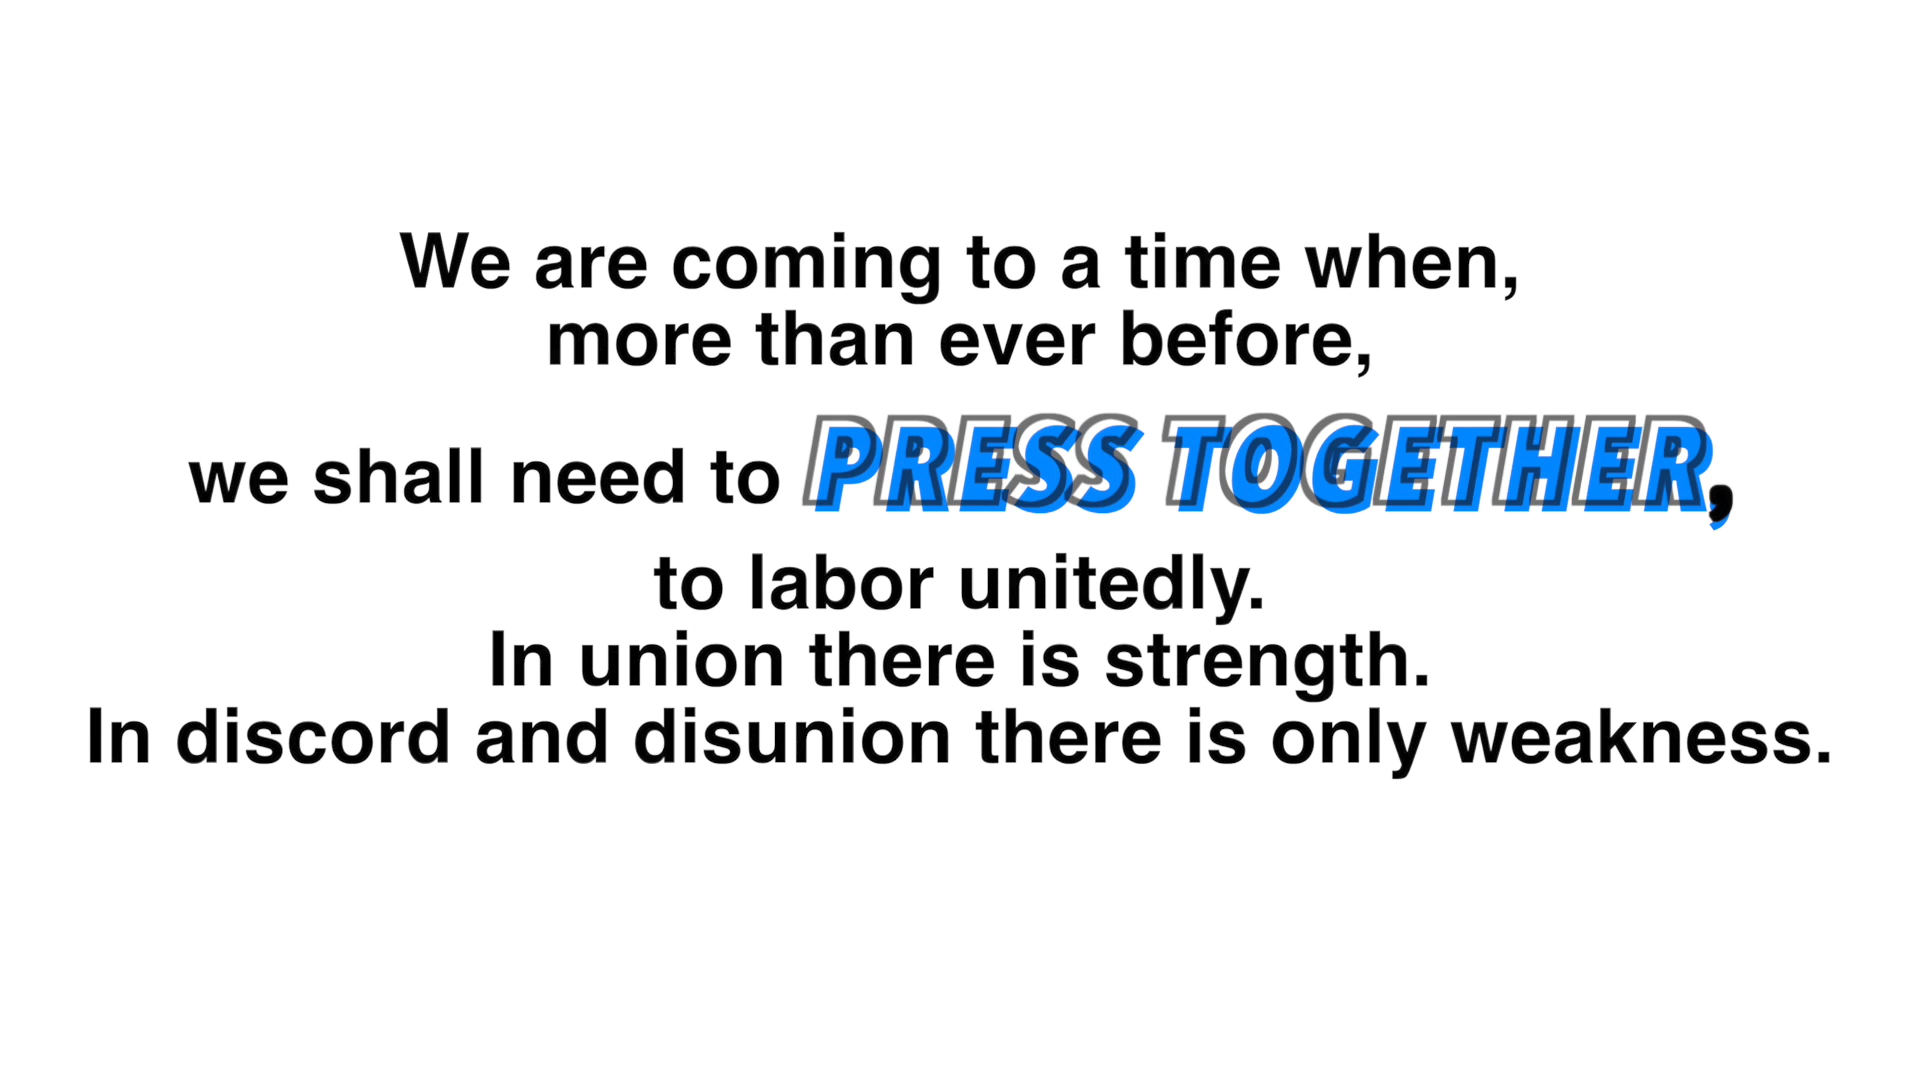 We are coming to a time when,
more than ever before,
we shall need to PRESS TOGETHER,
to labor unitedly.
In union there is strength.
In discord and disunion there is only weakness.